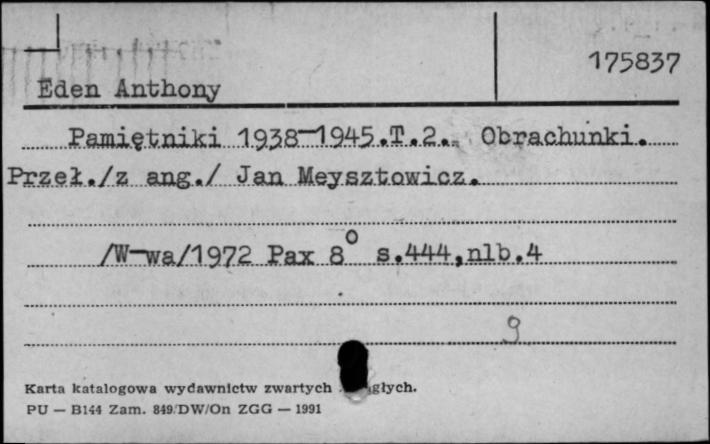 175837
Eden Anthony
Pamiętniki 1938-1945.T.2. Obrachunki.
Przeł./z ang./ Jan Meysztowicz.
/W-wa/1972 Pax 8° s.444,nlb.4
9
Karta katalogowa wydawnictw zwartych
PU — B144 Zam. 849/DW/On ZGG — 1991